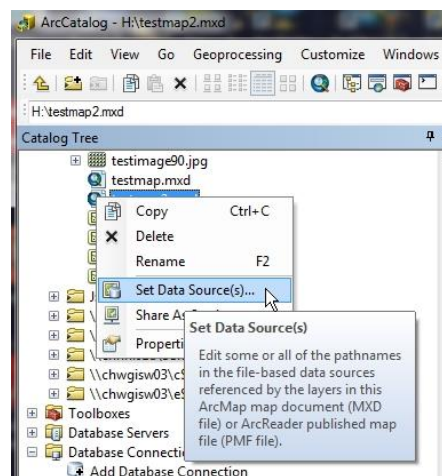 ArcCatalog - H:\testmap2.mxd
File Edit View Go Geoprocessing Customize Windows
H:\testmap2.mxd
Catalog Tree
testimage90.jpg
testmap.mxd
Copy Ctrl+C
Delete
Rename F2
Set Data Source(s)...
Share As
Properti
Set Data Source(s)
Edit some or all of the pathnames
in the file-based data sources
referenced by the layers in this
ArcMap map document (MXD
file) or ArcReader published map
file (PMF file).
\\chwgisw03\c$
\\chwgisw03\e$
Toolboxes
Database Servers
Database Connecti
Add Database Connection